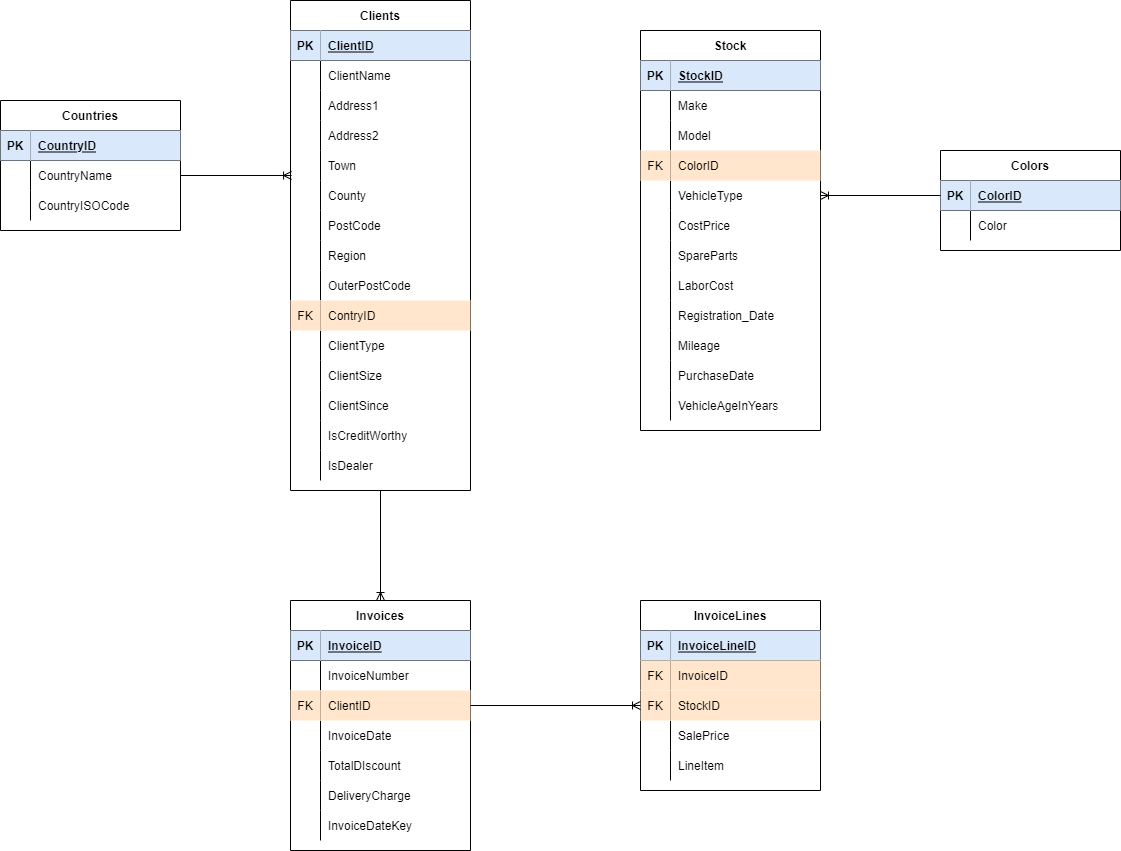 Clients
PK ClientID
ClientName
Address1
Address2
Town
County
PostCode
Region
OuterPostCode
FK ContryID
ClientType
ClientSize
ClientSince
IsCreditWorthy
IsDealer
Stock
PK StockID
Make
Model
FK ColorID
VehicleType
CostPrice
SpareParts
LaborCost
Registration_Date
Mileage
PurchaseDate
VehicleAgeInYears
Countries
PK CountryID
CountryName
CountryISOCode
Colors
PK ColorID
Color
Invoices
PK InvoiceID
InvoiceNumber
FK ClientID
InvoiceDate
TotalDIscount
DeliveryCharge
InvoiceDateKey
InvoiceLines
PK InvoiceLineID
FK InvoiceID
FK StockID
SalePrice
LineItem